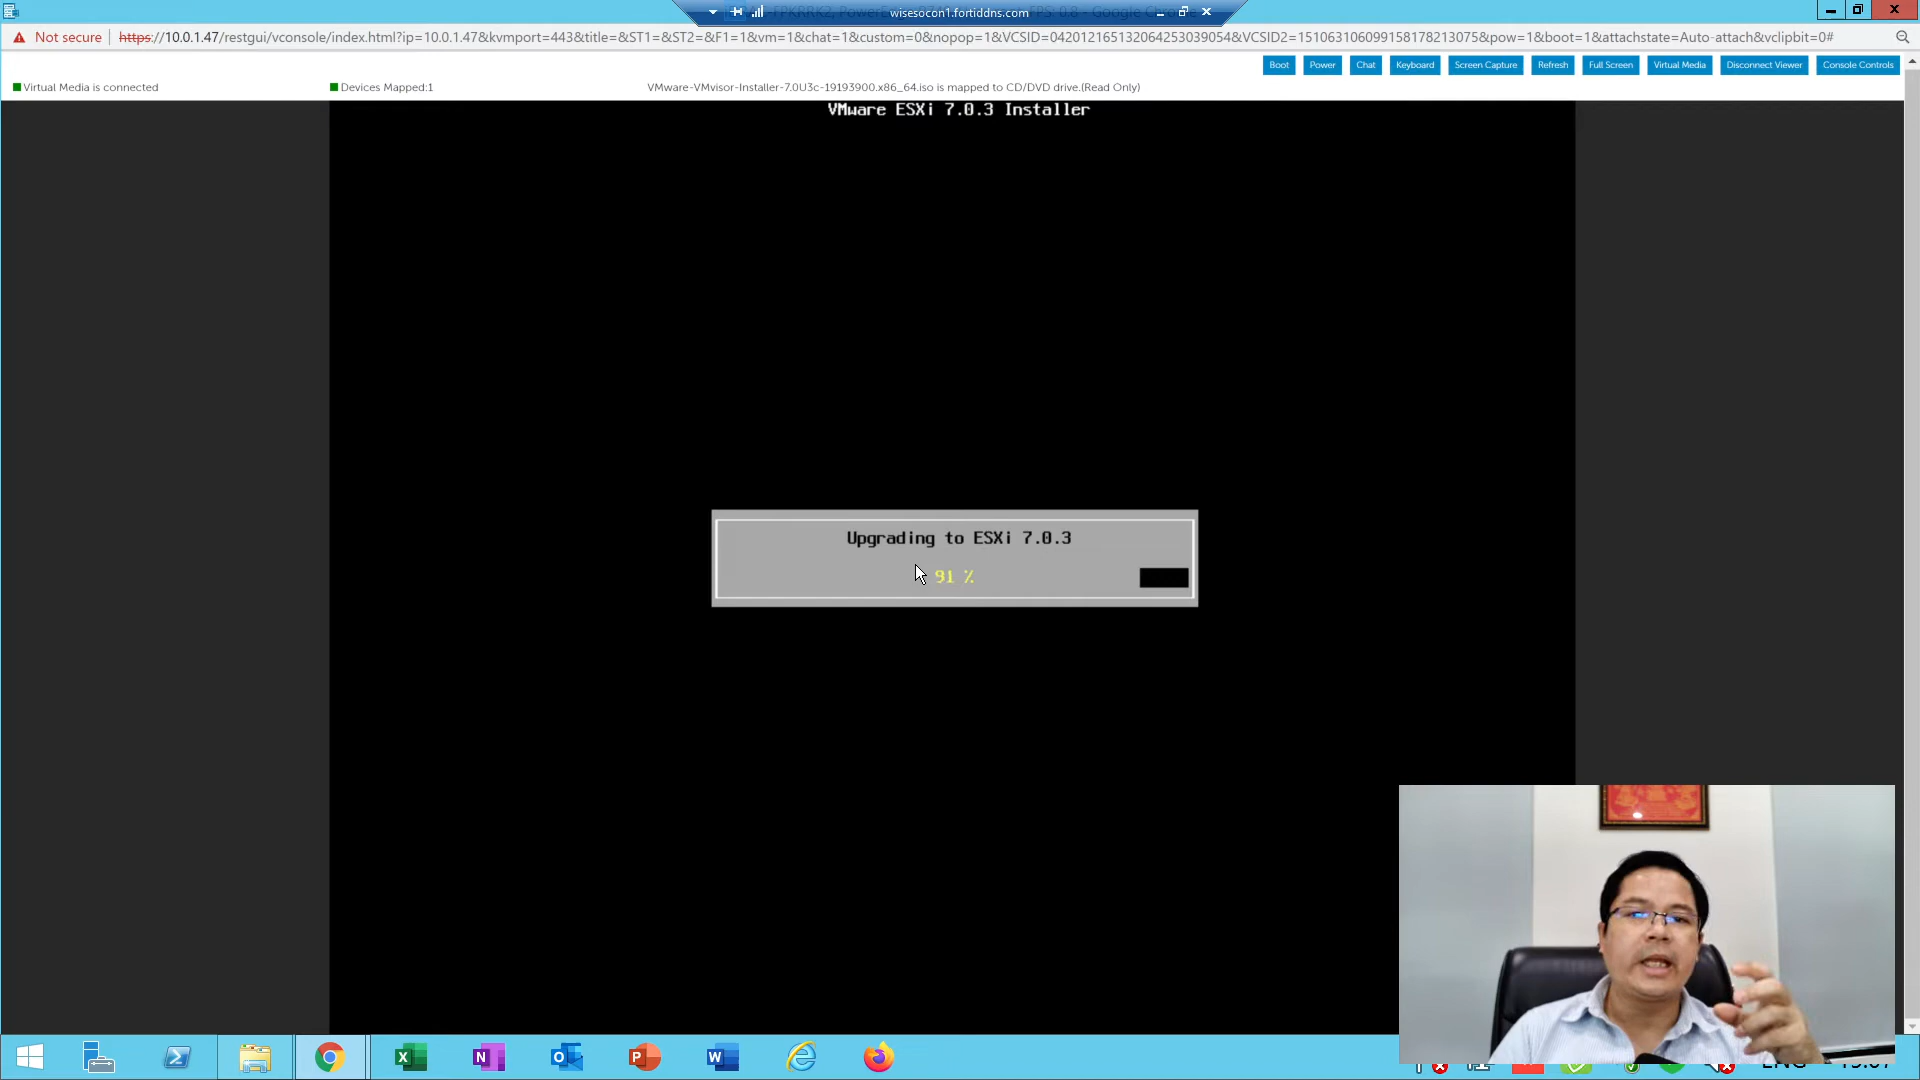 wisesocon1.fortiddns.com
Not secure https://10.0.1.47/restgui/vconsole/index.html?ip=10.0.1.47&kvmport=443&title=&ST1=&ST2=&F1=1&vm=1&chat=1&custom=0&nopop=1&VCSID=042012165132064253039054&VCSID2=1510631060991581782130​75&pow=1&boot=1&attachstate=Auto-attach&vclipbit=0#
Boot Power Chat Keyboard Screen Capture Refresh Full Screen Virtual Media Disconnect Viewer Console Controls
Virtual Media is connected Devices Mapped:1 VMware-VMvisor-Installer-7.0U3c-19193900.x86_64.iso is mapped to CD/DVD drive.(Read Only)
VMware ESXi 7.0.3 Installer
Upgrading to ESXi 7.0.3
91 %